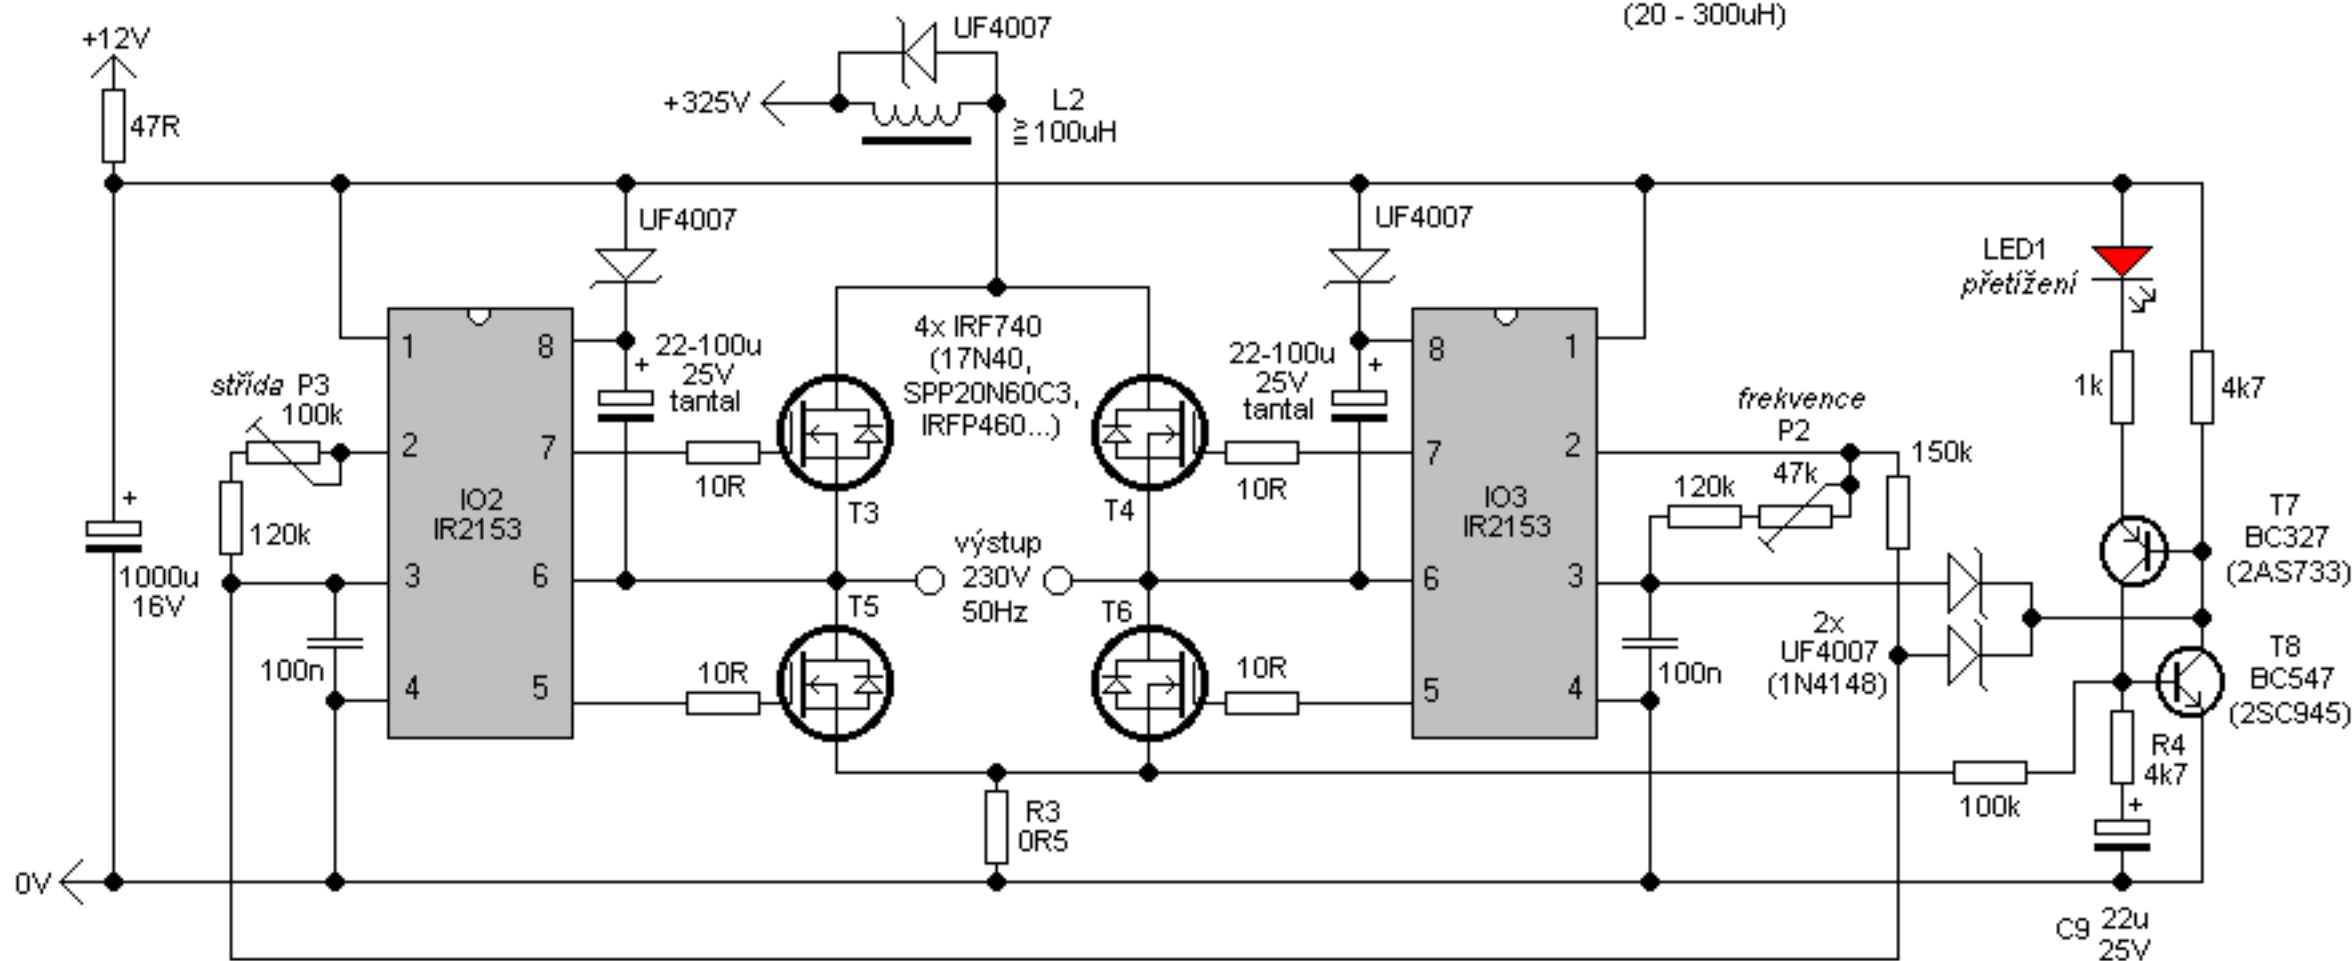 (20 - 300uH)
+12V
UF4007
+325V
L2
≥100uH
47R
UF4007
UF4007
LED1
přetížení
4x IRF740
(17N40,
SPP20N60C3,
IRFP460...)
1
8
22-100u
25V
tantal
22-100u
25V
tantal
8
1
střída P3
100k
1k
4k7
frekvence
P2
47k
2
7
10R
10R
7
2
150k
120k
IO2
IR2153
T3
T4
IO3
IR2153
120k
T7
BC327
(2AS733)
+
1000u
16V
3
6
výstup
230V
50Hz
6
3
T5
T6
2x
UF4007
(1N4148)
T8
BC547
(2SC945)
100n
4
5
10R
10R
5
4
100n
R4
4k7
100k
R3
0R5
+
+
+
0V
C9 22u
25V